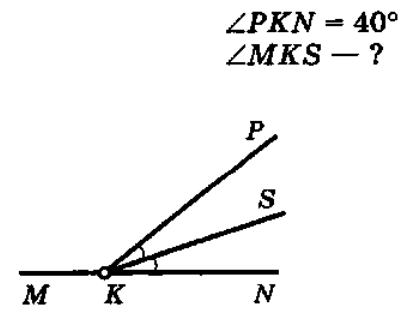 ∠PKN = 40°
∠MKS — ?
P
S
M K N